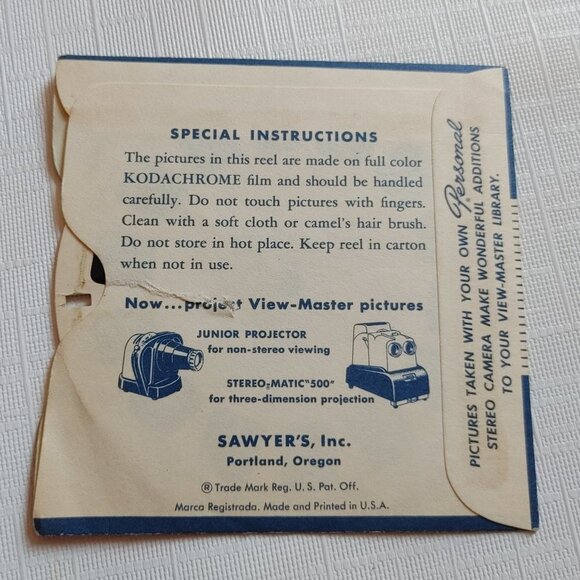 SPECIAL INSTRUCTIONS
The pictures in this reel are made on full color
KODACHROME film and should be handled
carefully. Do not touch pictures with fingers.
Clean with a soft cloth or camel's hair brush.
Do not store in hot place. Keep reel in carton
when not in use.
Now...project View-Master pictures
JUNIOR PROJECTOR
for non-stereo viewing
STEREO-MATIC "500"
for three-dimension projection
SAWYER'S, Inc.
Portland, Oregon
® Trade Mark Reg. U. S. Pat. Off.
Marca Registrada. Made and Printed in U.S.A.
PICTURES TAKEN WITH YOUR OWN Personal
STEREO CAMERA MAKE WONDERFUL ADDITIONS
TO YOUR VIEW-MASTER LIBRARY.